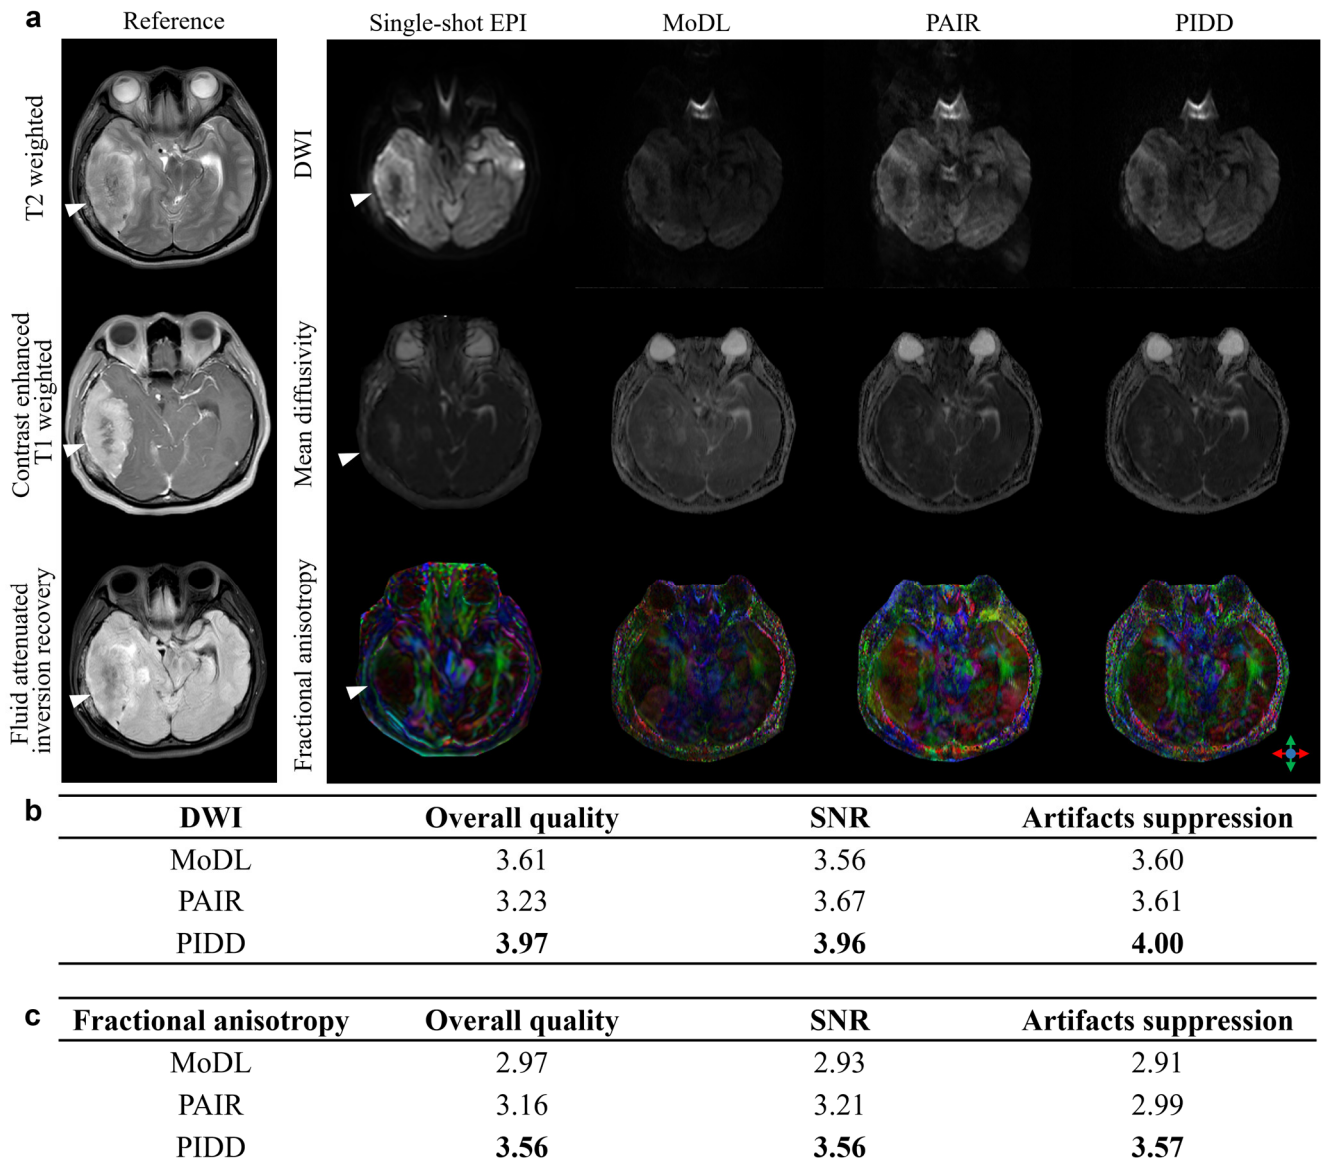 a
Reference
Single-shot EPI
MoDL
PAIR
PIDD
T2 weighted
DWI
Contrast enhanced
T1 weighted
Mean diffusivity
Fluid attenuated
inversion recovery
Fractional anisotropy
b
DWI Overall quality SNR Artifacts suppression
MoDL 3.61 3.56 3.60
PAIR 3.23 3.67 3.61
PIDD 3.97 3.96 4.00
c
Fractional anisotropy Overall quality SNR Artifacts suppression
MoDL 2.97 2.93 2.91
PAIR 3.16 3.21 2.99
PIDD 3.56 3.56 3.57